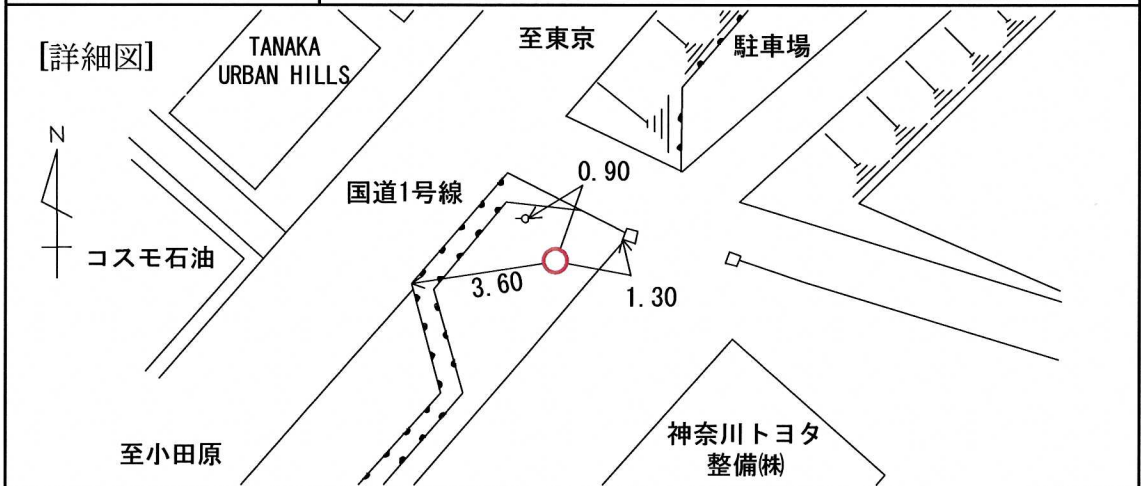 [詳細図]
TANAKA
URBAN HILLS
至東京
駐車場
N
国道1号線
0.90
コスモ石油
3.60
1.30
至小田原
神奈川トヨタ
整備㈱